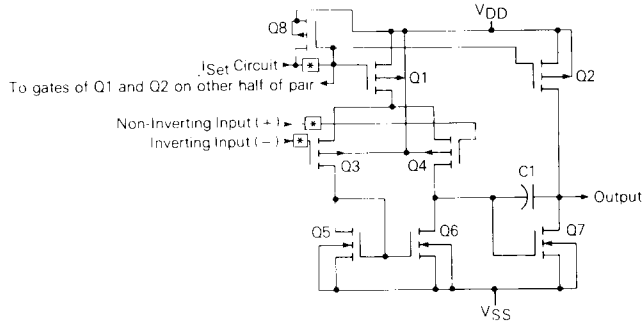 VDD
Q8
ISet Circuit
*
Q1
Q2
To gates of Q1 and Q2 on other half of pair
Non-Inverting Input (+)
*
Inverting Input (−)
*
Q3
Q4
C1
Output
Q5
Q6
Q7
VSS